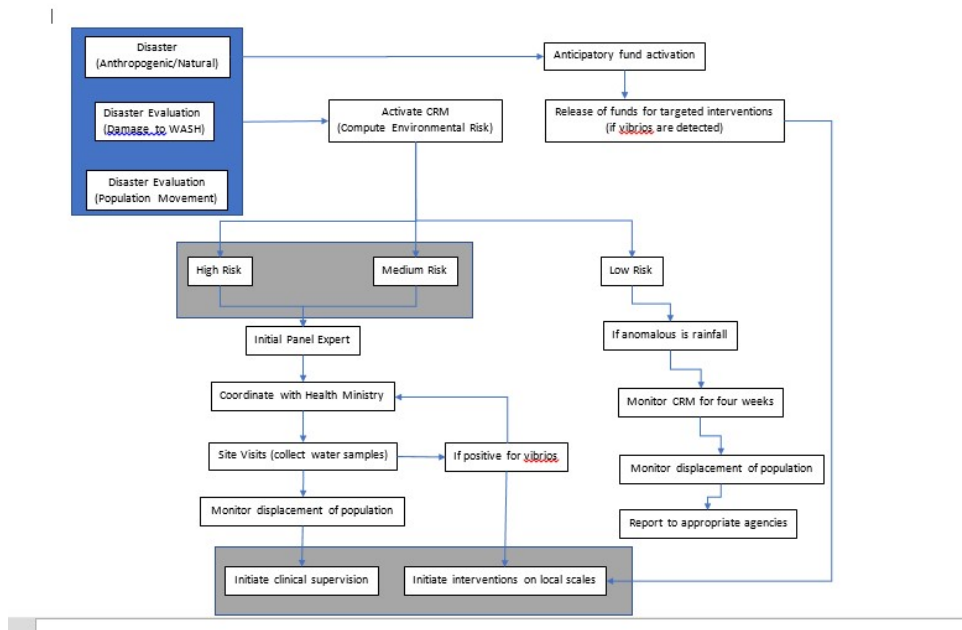 Disaster
(Anthropogenic/Natural)
Anticipatory fund activation
Disaster Evaluation
(Damage to WASH)
Activate CRM
(Compute Environmental Risk)
Release of funds for targeted interventions
(if vibrios are detected)
Disaster Evaluation
(Population Movement)
High Risk
Medium Risk
Low Risk
Initial Panel Expert
If anomalous is rainfall
Coordinate with Health Ministry
Monitor CRM for four weeks
Site Visits (collect water samples)
If positive for vibrios
Monitor displacement of population
Monitor displacement of population
Report to appropriate agencies
Initiate clinical supervision
Initiate interventions on local scales